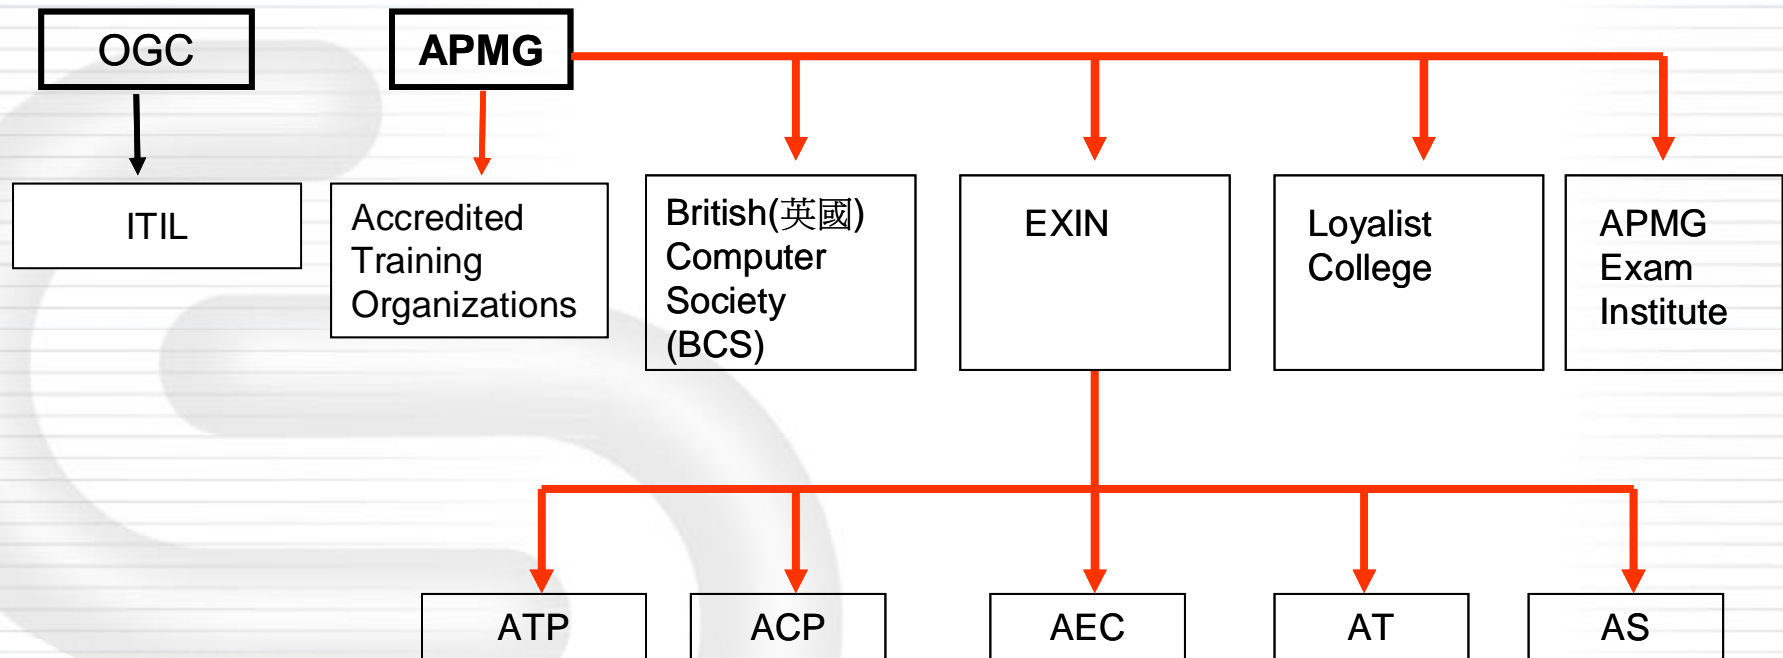 OGC
APMG
ITIL
Accredited
Training
Organizations
British(英國)
Computer
Society
(BCS)
EXIN
Loyalist
College
APMG
Exam
Institute
ATP
ACP
AEC
AT
AS